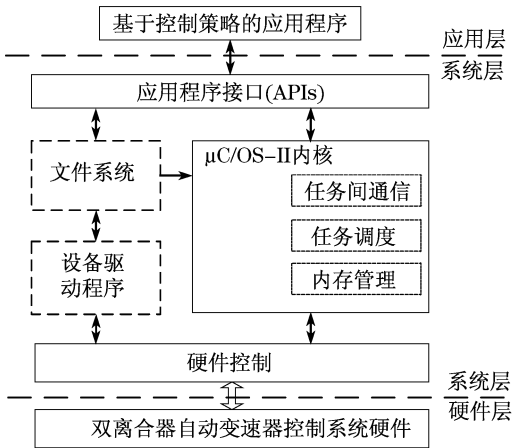 基于控制策略的应用程序
应用层
系统层
应用程序接口(APIs)
文件系统
μC/OS-II内核
任务间通信
任务调度
内存管理
设备驱
动程序
硬件控制
系统层
硬件层
双离合器自动变速器控制系统硬件